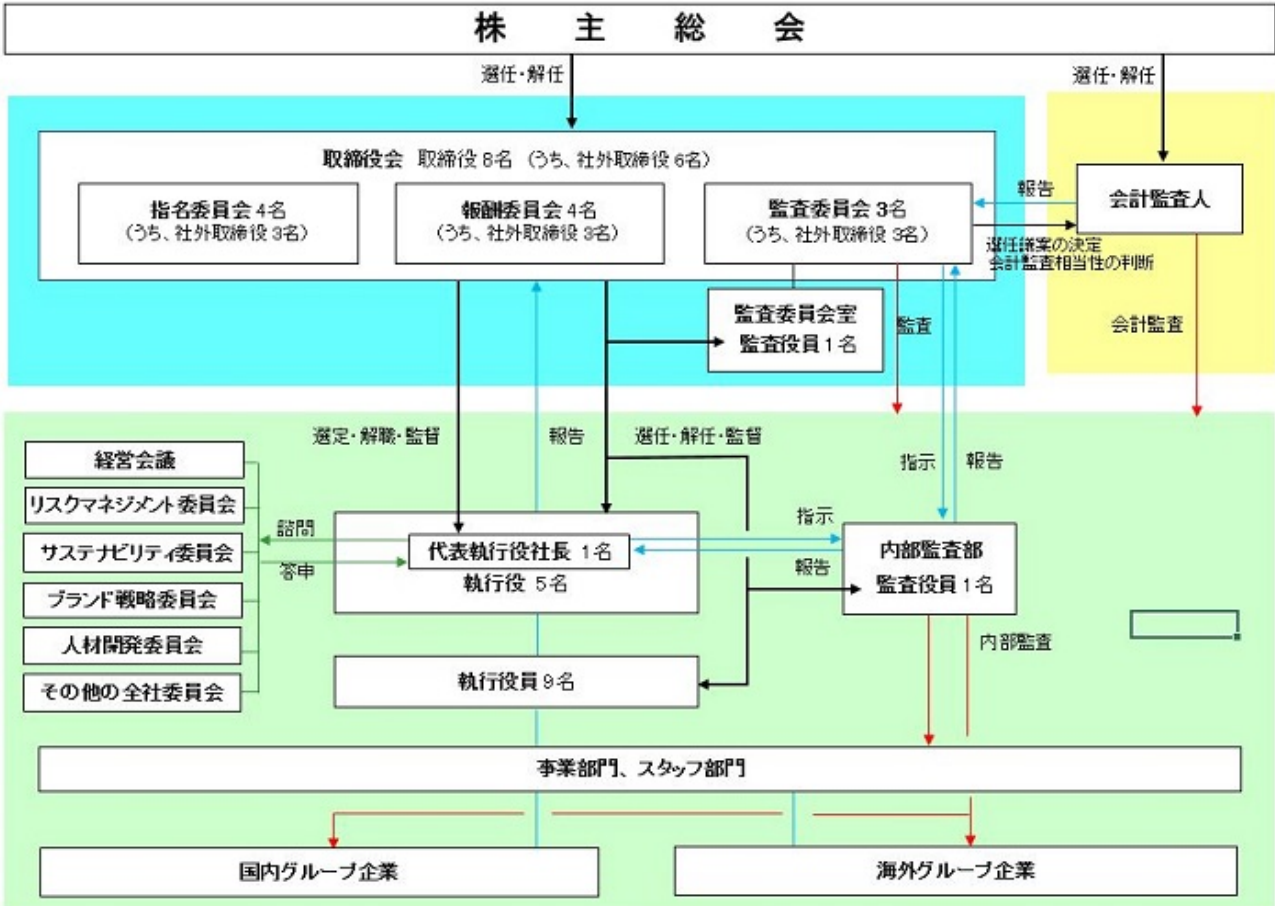 株主総会
選任・解任
選任・解任
取締役会 取締役8名（うち、社外取締役6名）
指名委員会4名
（うち、社外取締役3名）
報酬委員会4名
（うち、社外取締役3名）
監査委員会3名
（うち、社外取締役3名）
報告
会計監査人
選任議案の決定
会計監査相当性の判断
監査委員会室
監査役員1名
監査
会計監査
選定・解職・監督
報告
選任・解任・監督
指示
報告
経営会議
リスクマネジメント委員会
サステナビリティ委員会
ブランド戦略委員会
人材開発委員会
その他の全社委員会
諮問
答申
代表執行役社長 1名
執行役 5名
指示
報告
内部監査部
監査役員1名
内部監査
執行役員9名
事業部門、スタッフ部門
国内グループ企業
海外グループ企業